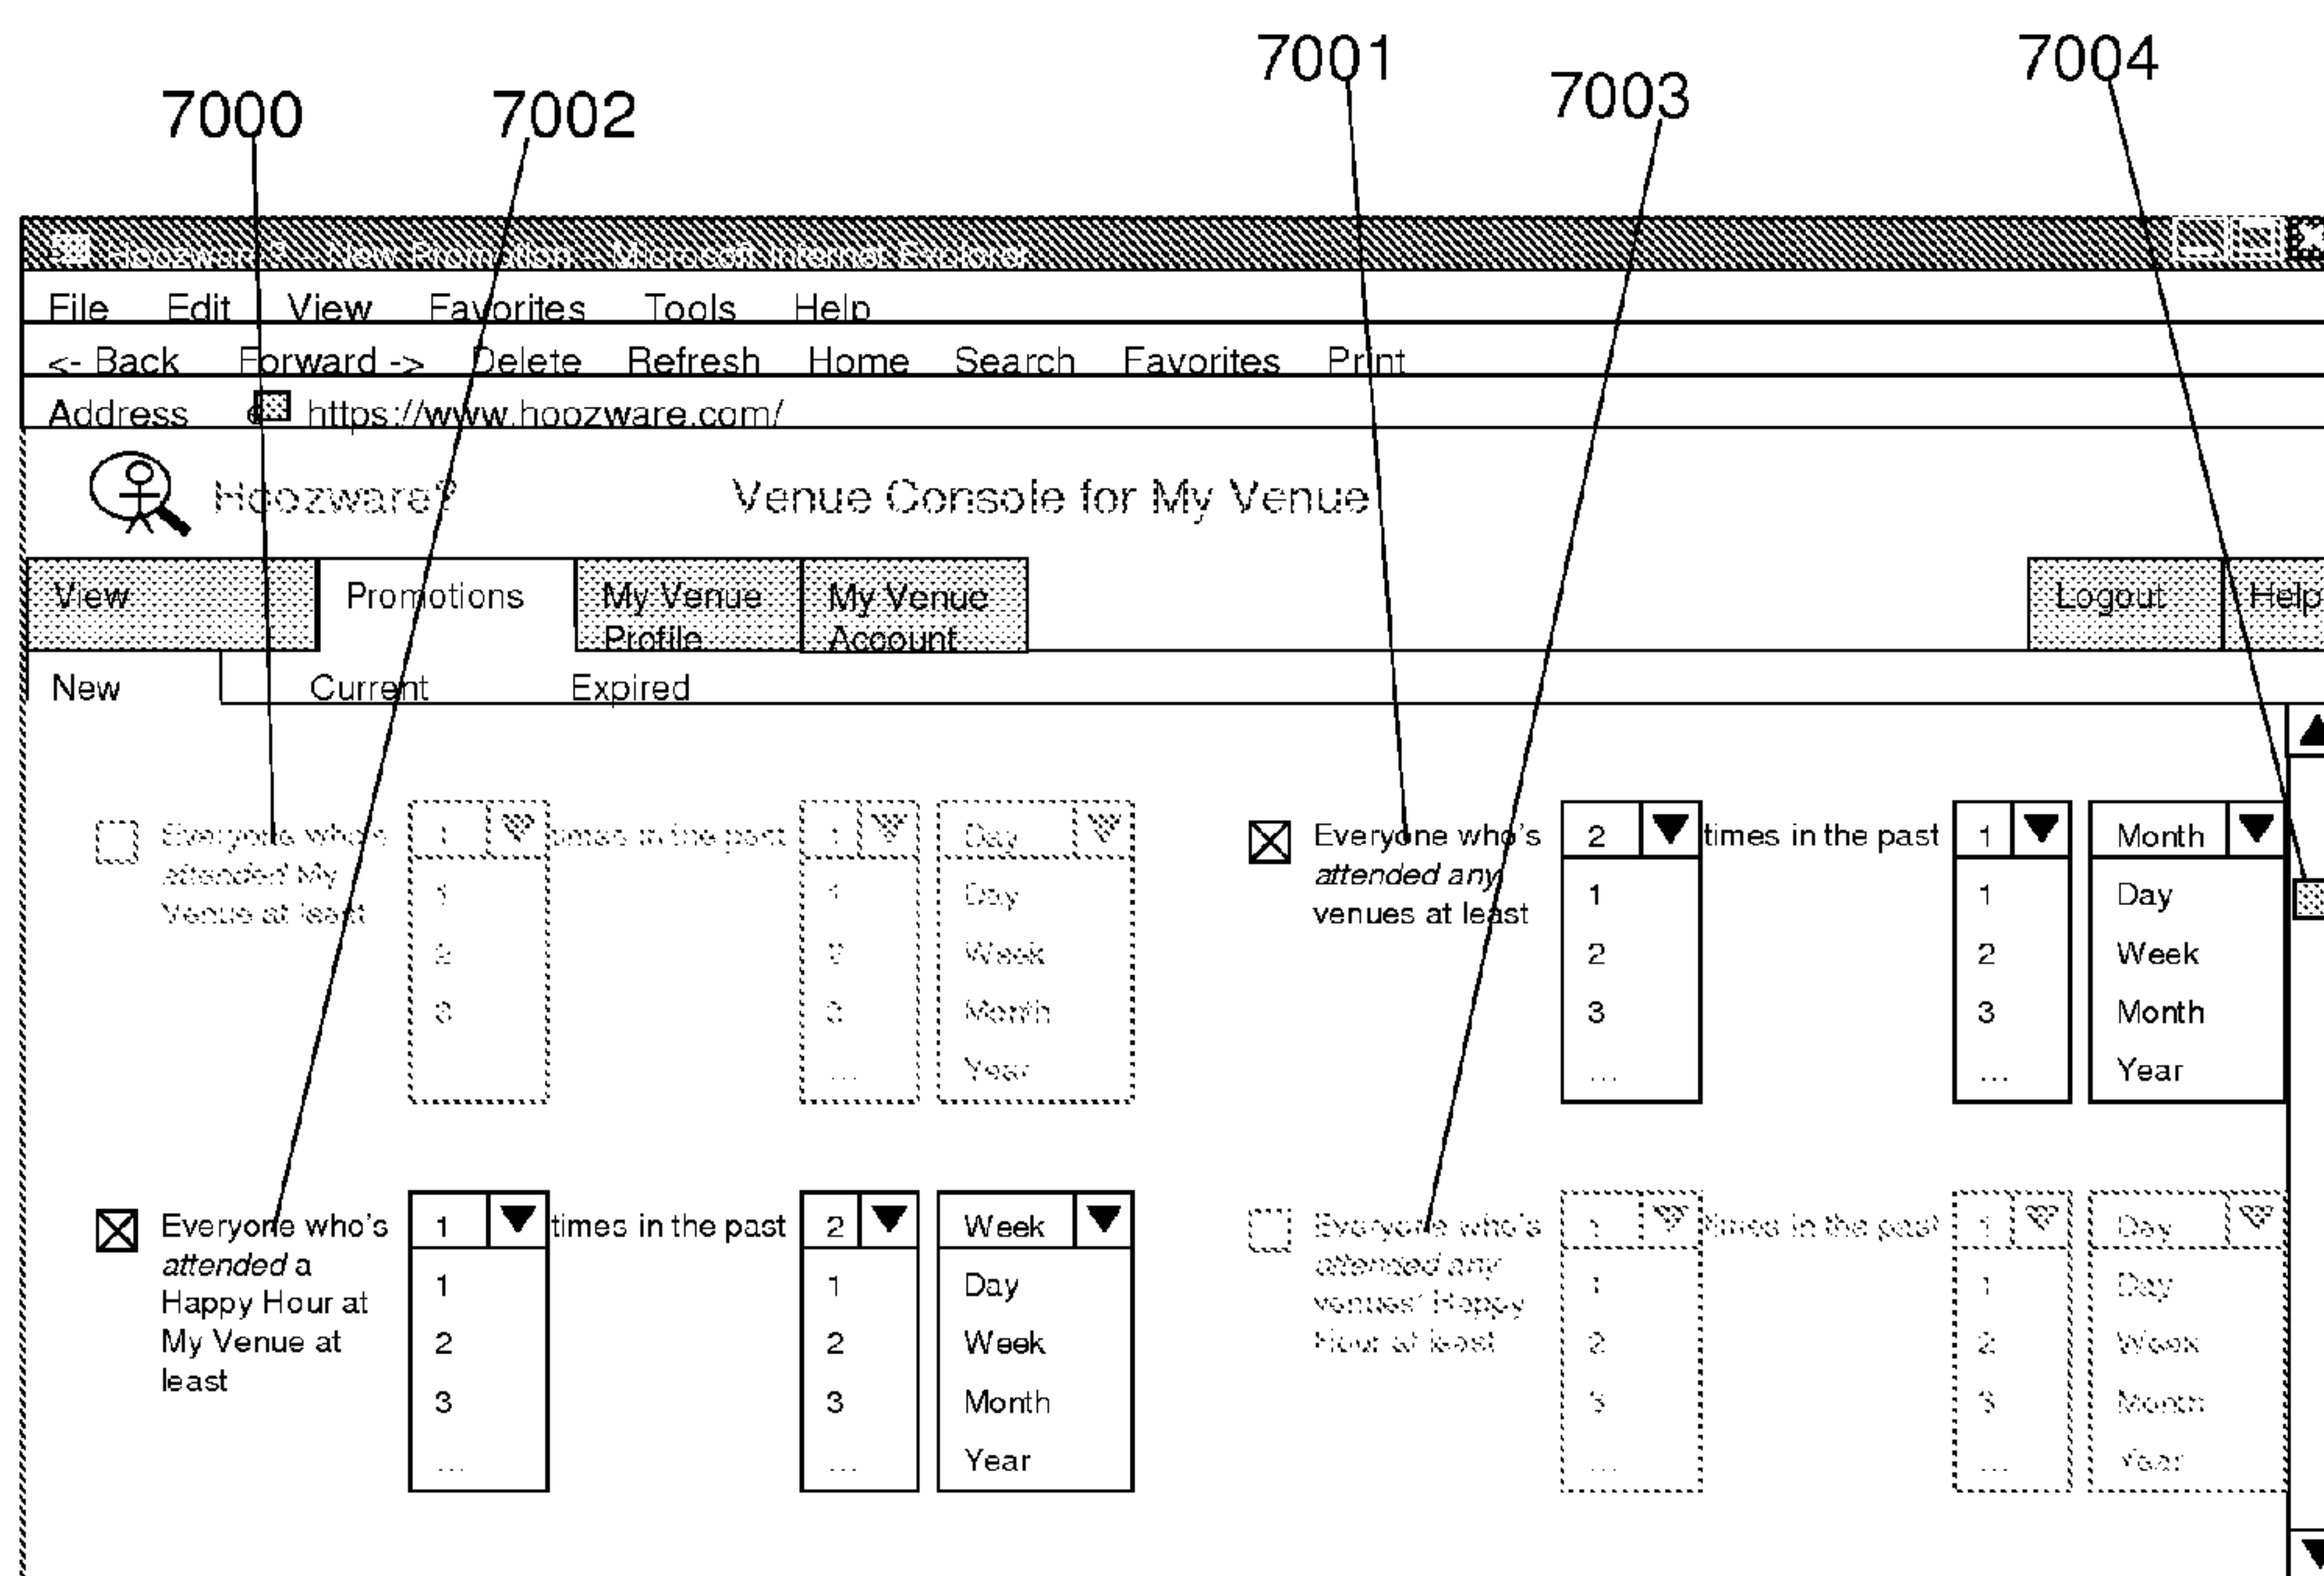 7001 7004
7003
7000 7002
Hoozware? - New Promotion - Microsoft Internet Explorer
File Edit View Favorites Tools Help
<- Back Forward -> Delete Refresh Home Search Favorites Print
Address e https://www.hoozware.com/
Hoozware? Venue Console for My Venue
View Promotions My Venue My Venue Logout Help
Profile Account
New Current Expired
Everyone who's 1 times in the past 1 Day
attended My 1 1 Day
Venue at least
2 2 Week
3 3 Month
... Year
Everyone who's 2 times in the past 1 Month
attended any 1 1 Day
venues at least
2 2 Week
3 3 Month
... ... Year
Everyone who's 1 times in the past 2 Week
attended a 1 1 Day
Happy Hour at
My Venue at 2 2 Week
least 3 3 Month
... ... Year
Everyone who's 1 times in the past 1 Day
attended any 1 1 Day
venues' Happy
Hour at least 2 2 Week
3 3 Month
... ... Year